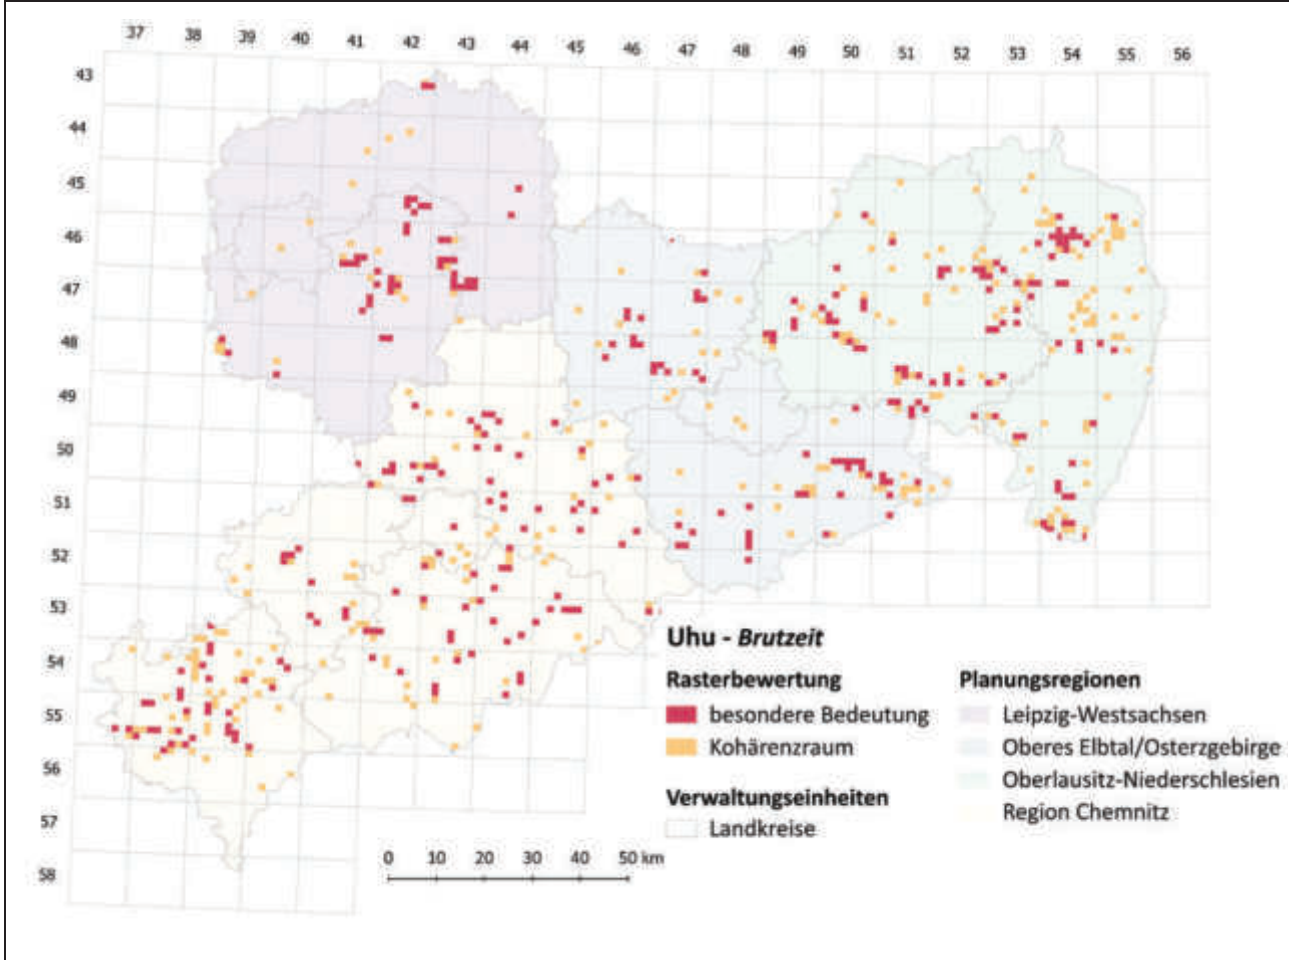 37 38 39 40 41 42 43 44 45 46 47 48 49 50 51 52 53 54 55 56
43
44
45
46
47
48
49
50
51
52
53
54
55
56
57
58
Uhu - Brutzeit
Rasterbewertung
besondere Bedeutung
Kohärenzraum
Verwaltungseinheiten
Landkreise
Planungsregionen
Leipzig-Westsachsen
Oberes Elbtal/Osterzgebirge
Oberlausitz-Niederschlesien
Region Chemnitz
0 10 20 30 40 50 km